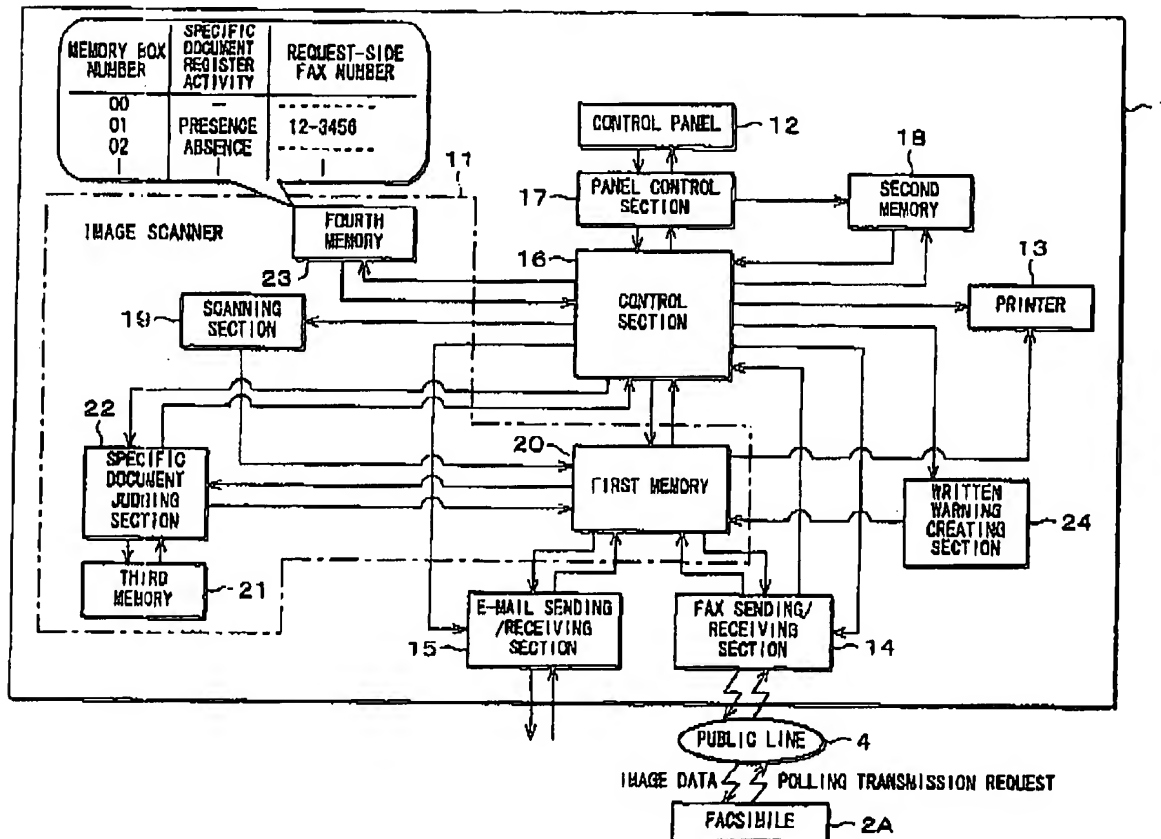 MEMORY BOX NUMBER
SPECIFIC DOCUMENT REGISTER ACTIVITY
REQUEST-SIDE FAX NUMBER
00 —
01 PRESENCE 12-3456
02 ABSENCE
11
IMAGE SCANNER
FOURTH MEMORY
23
CONTROL PANEL
12
17
PANEL CONTROL SECTION
18
SECOND MEMORY
16
CONTROL SECTION
13
PRINTER
19
SCANNING SECTION
22
SPECIFIC DOCUMENT JUDGING SECTION
20
FIRST MEMORY
WRITTEN WARNING CREATING SECTION
24
THIRD MEMORY
21
E-MAIL SENDING /RECEIVING SECTION
15
FAX SENDING/ RECEIVING SECTION
14
PUBLIC LINE
4
IMAGE DATA
POLLING TRANSMISSION REQUEST
FACSIMILE
2A